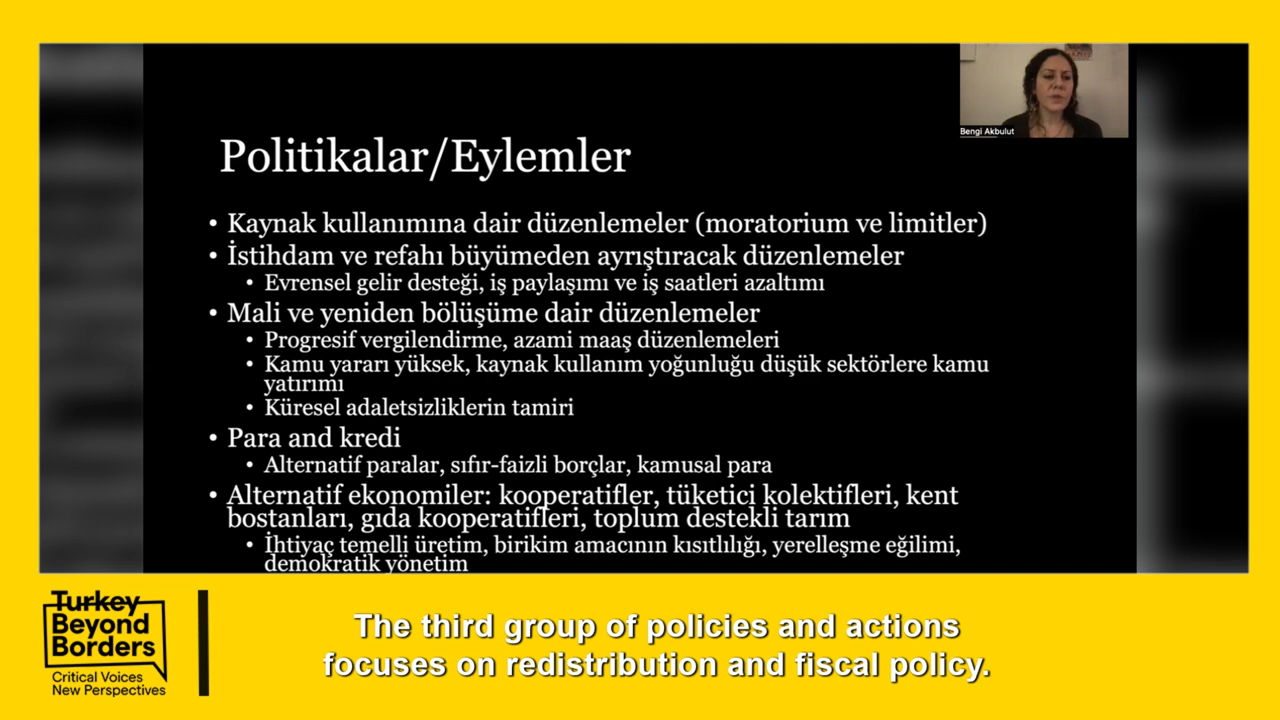 Bengi Akbulut
Politikalar/Eylemler
• Kaynak kullanımına dair düzenlemeler (moratorium ve limitler)
• İstihdam ve refahı büyümeden ayrıştıracak düzenlemeler
• Evrensel gelir desteği, iş paylaşımı ve iş saatleri azaltımı
• Mali ve yeniden bölüşüme dair düzenlemeler
• Progresif vergilendirme, azami maaş düzenlemeleri
• Kamu yararı yüksek, kaynak kullanım yoğunluğu düşük sektörlere kamu
yatırımı
• Küresel adaletsizliklerin tamiri
• Para and kredi
• Alternatif paralar, sıfır-faizli borçlar, kamusal para
• Alternatif ekonomiler: kooperatifler, tüketici kolektifleri, kent
bostanları, gıda kooperatifleri, toplum destekli tarım
• İhtiyaç temelli üretim, birikim amacının kısıtlılığı, yerelleşme eğilimi,
demokratik yönetim
Turkey
Beyond
Borders
Critical Voices
New Perspectives
The third group of policies and actions
focuses on redistribution and fiscal policy.